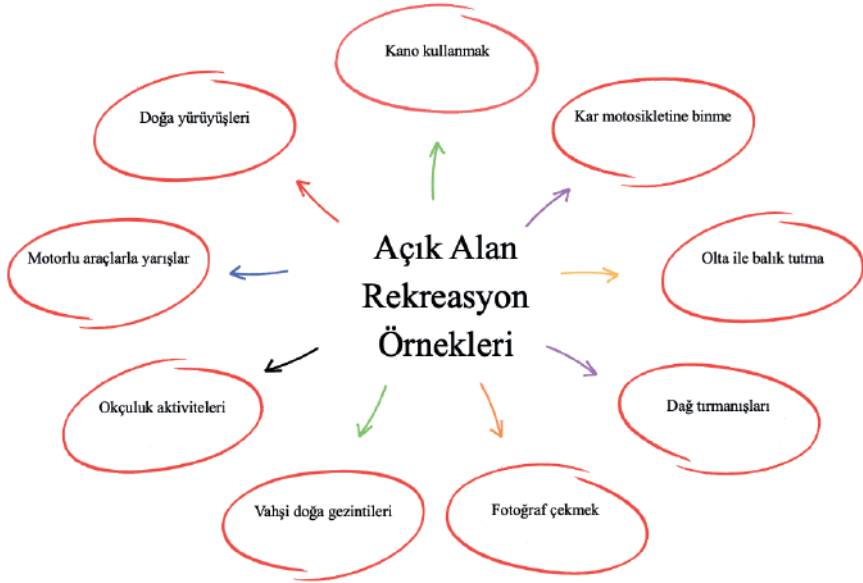 Kano kullanmak
Kar motosikletine binme
Doğa yürüyüşleri
Açık Alan
Rekreasyon
Örnekleri
Motorlu araçlarla yarışlar
Olta ile balık tutma
Okçuluk aktiviteleri
Dağ tırmanışları
Vahşi doğa gezintileri
Fotoğraf çekmek